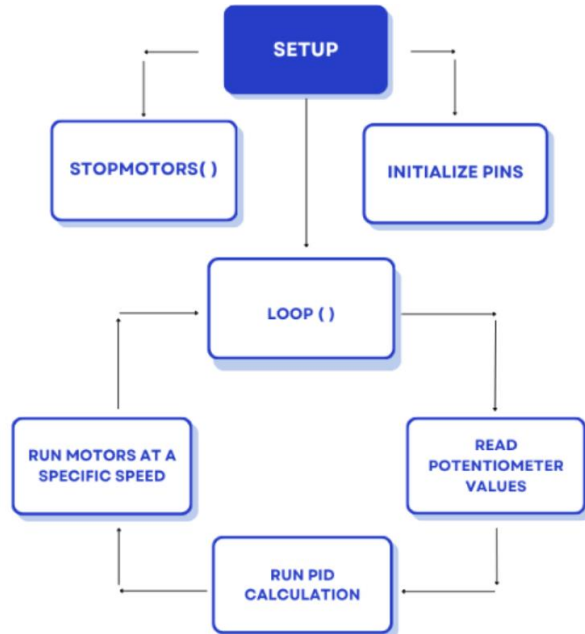 SETUP
STOPMOTORS( )
INITIALIZE PINS
LOOP ( )
RUN MOTORS AT A
SPECIFIC SPEED
READ
POTENTIOMETER
VALUES
RUN PID
CALCULATION